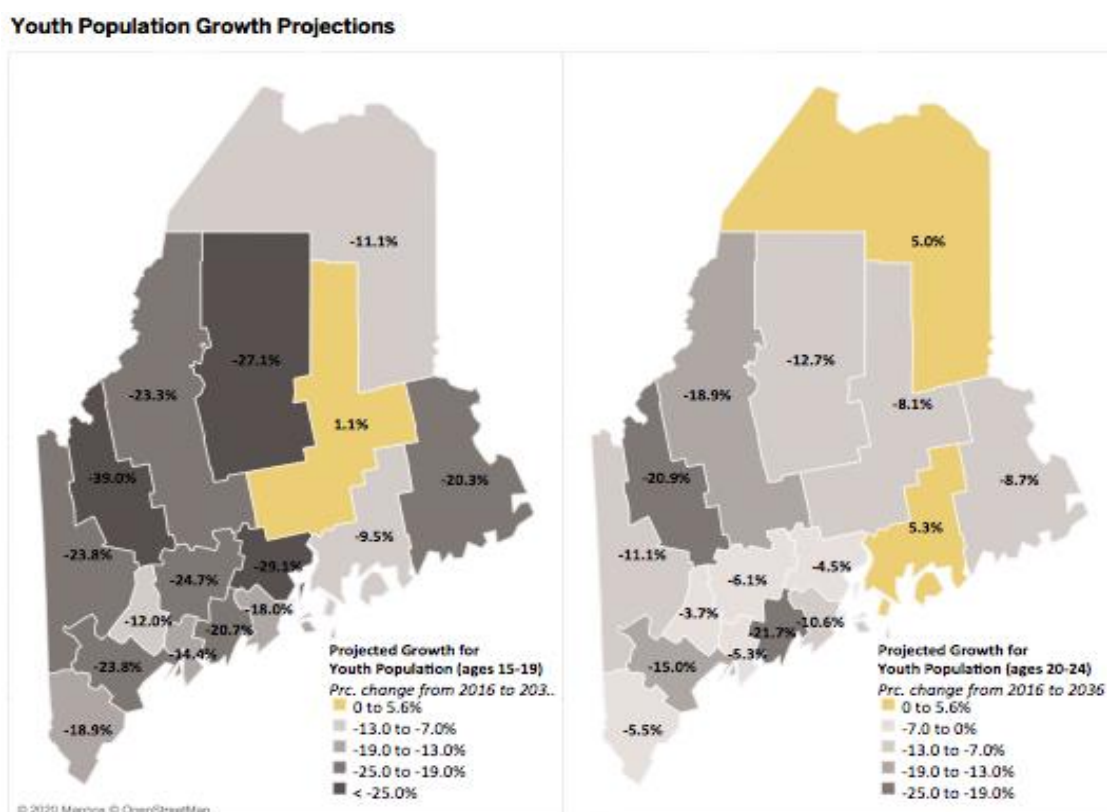 Youth Population Growth Projections
-11.1%
-27.1%
-23.3%
1.1%
-39.0%
-20.3%
-9.5%
-23.8%
-29.1%
-24.7%
-18.0%
-12.0%
-20.7%
-14.4%
-23.8%
-18.9%
Projected Growth for
Youth Population (ages 15-19)
Prc. change from 2016 to 203..
0 to 5.6%
-13.0 to -7.0%
-19.0 to -13.0%
-25.0 to -19.0%
< -25.0%
© 2020 Mapbox © OpenStreetMap
5.0%
-12.7%
-18.9%
-8.1%
-20.9%
-8.7%
5.3%
-11.1%
-4.5%
-6.1%
-3.7%
-10.6%
-21.7%
-5.3%
-15.0%
-5.5%
Projected Growth for
Youth Population (ages 20-24)
Prc. change from 2016 to 2036
0 to 5.6%
-7.0 to 0%
-13.0 to -7.0%
-19.0 to -13.0%
-25.0 to -19.0%